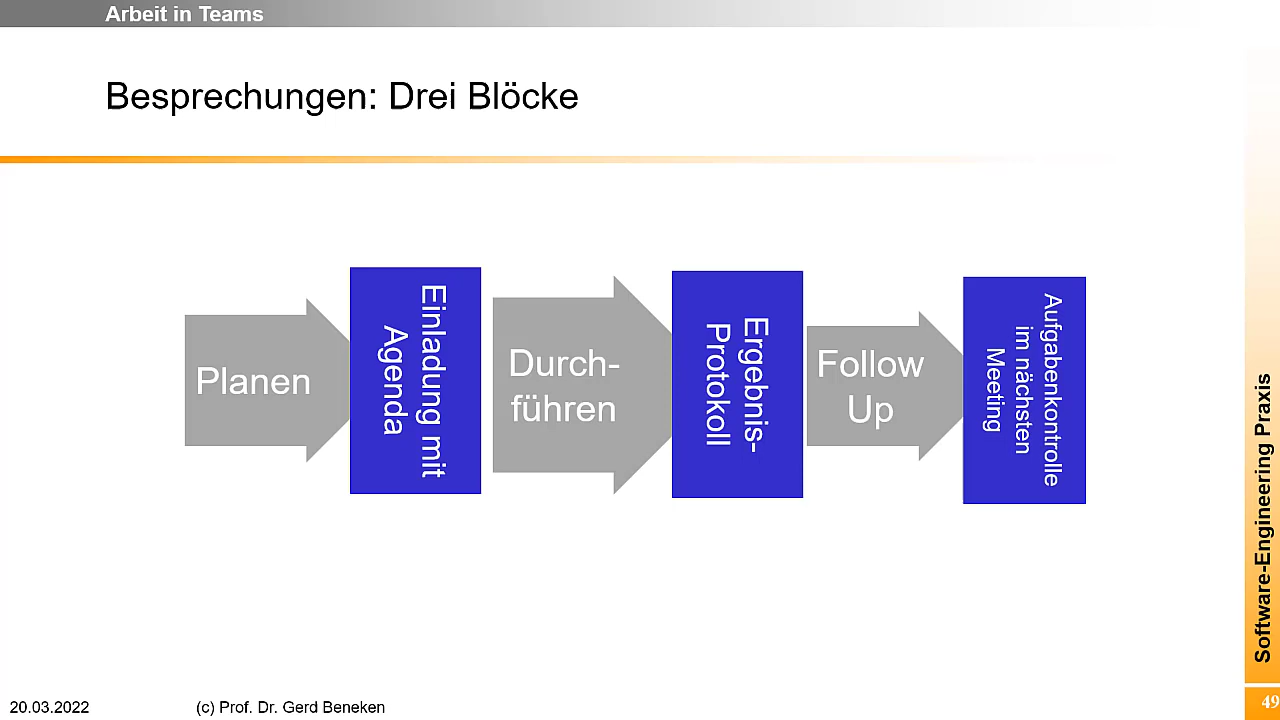 Arbeit in Teams
Besprechungen: Drei Blöcke
Planen
Einladung mit
Agenda
Durch-
führen
Ergebnis-
Protokoll
Follow
Up
Aufgabenkontrolle
im nächsten
Meeting
Software-Engineering Praxis
20.03.2022
(c) Prof. Dr. Gerd Beneken
49